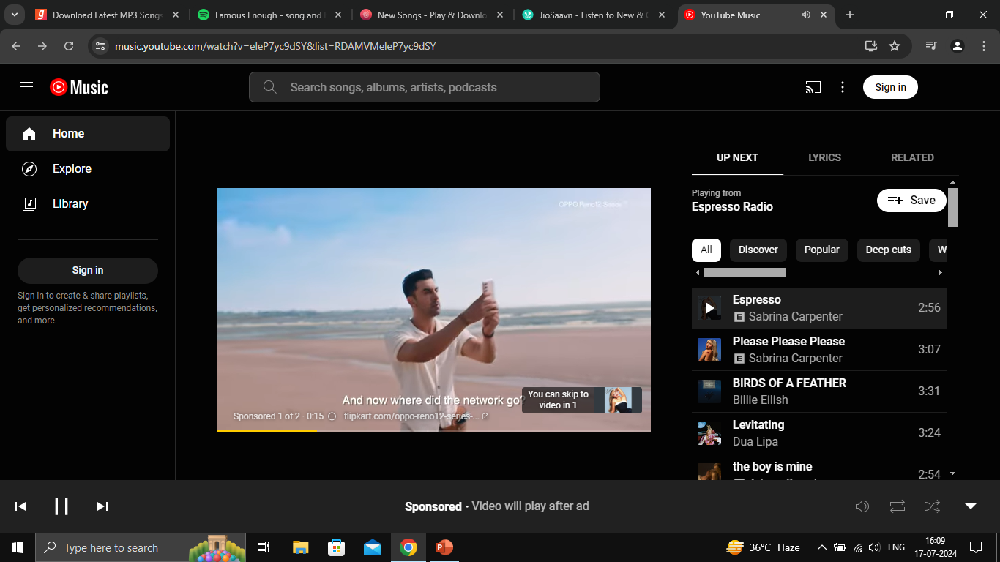 Download Latest MP3 Songs
Famous Enough - song and
New Songs - Play & Downlo
JioSaavn - Listen to New &
YouTube Music
music.youtube.com/watch?v=eleP7yc9dSY&list=RDAMVMeleP7yc9dSY
Music
Search songs, albums, artists, podcasts
Sign in
Home
Explore
Library
Sign in
Sign in to create & share playlists,
get personalized recommendations,
and more.
OPPO Reno12 Series
And now where did the network go?
You can skip to
video in 1
Sponsored 1 of 2 · 0:15
flipkart.com/oppo-reno12-series-...
UP NEXT
LYRICS
RELATED
Playing from
Espresso Radio
Save
All
Discover
Popular
Deep cuts
W
Espresso
E Sabrina Carpenter
2:56
Please Please Please
E Sabrina Carpenter
3:07
BIRDS OF A FEATHER
Billie Eilish
3:31
Levitating
Dua Lipa
3:24
the boy is mine
2:54
Sponsored · Video will play after ad
Type here to search
36°C Haze
ENG
16:09
17-07-2024